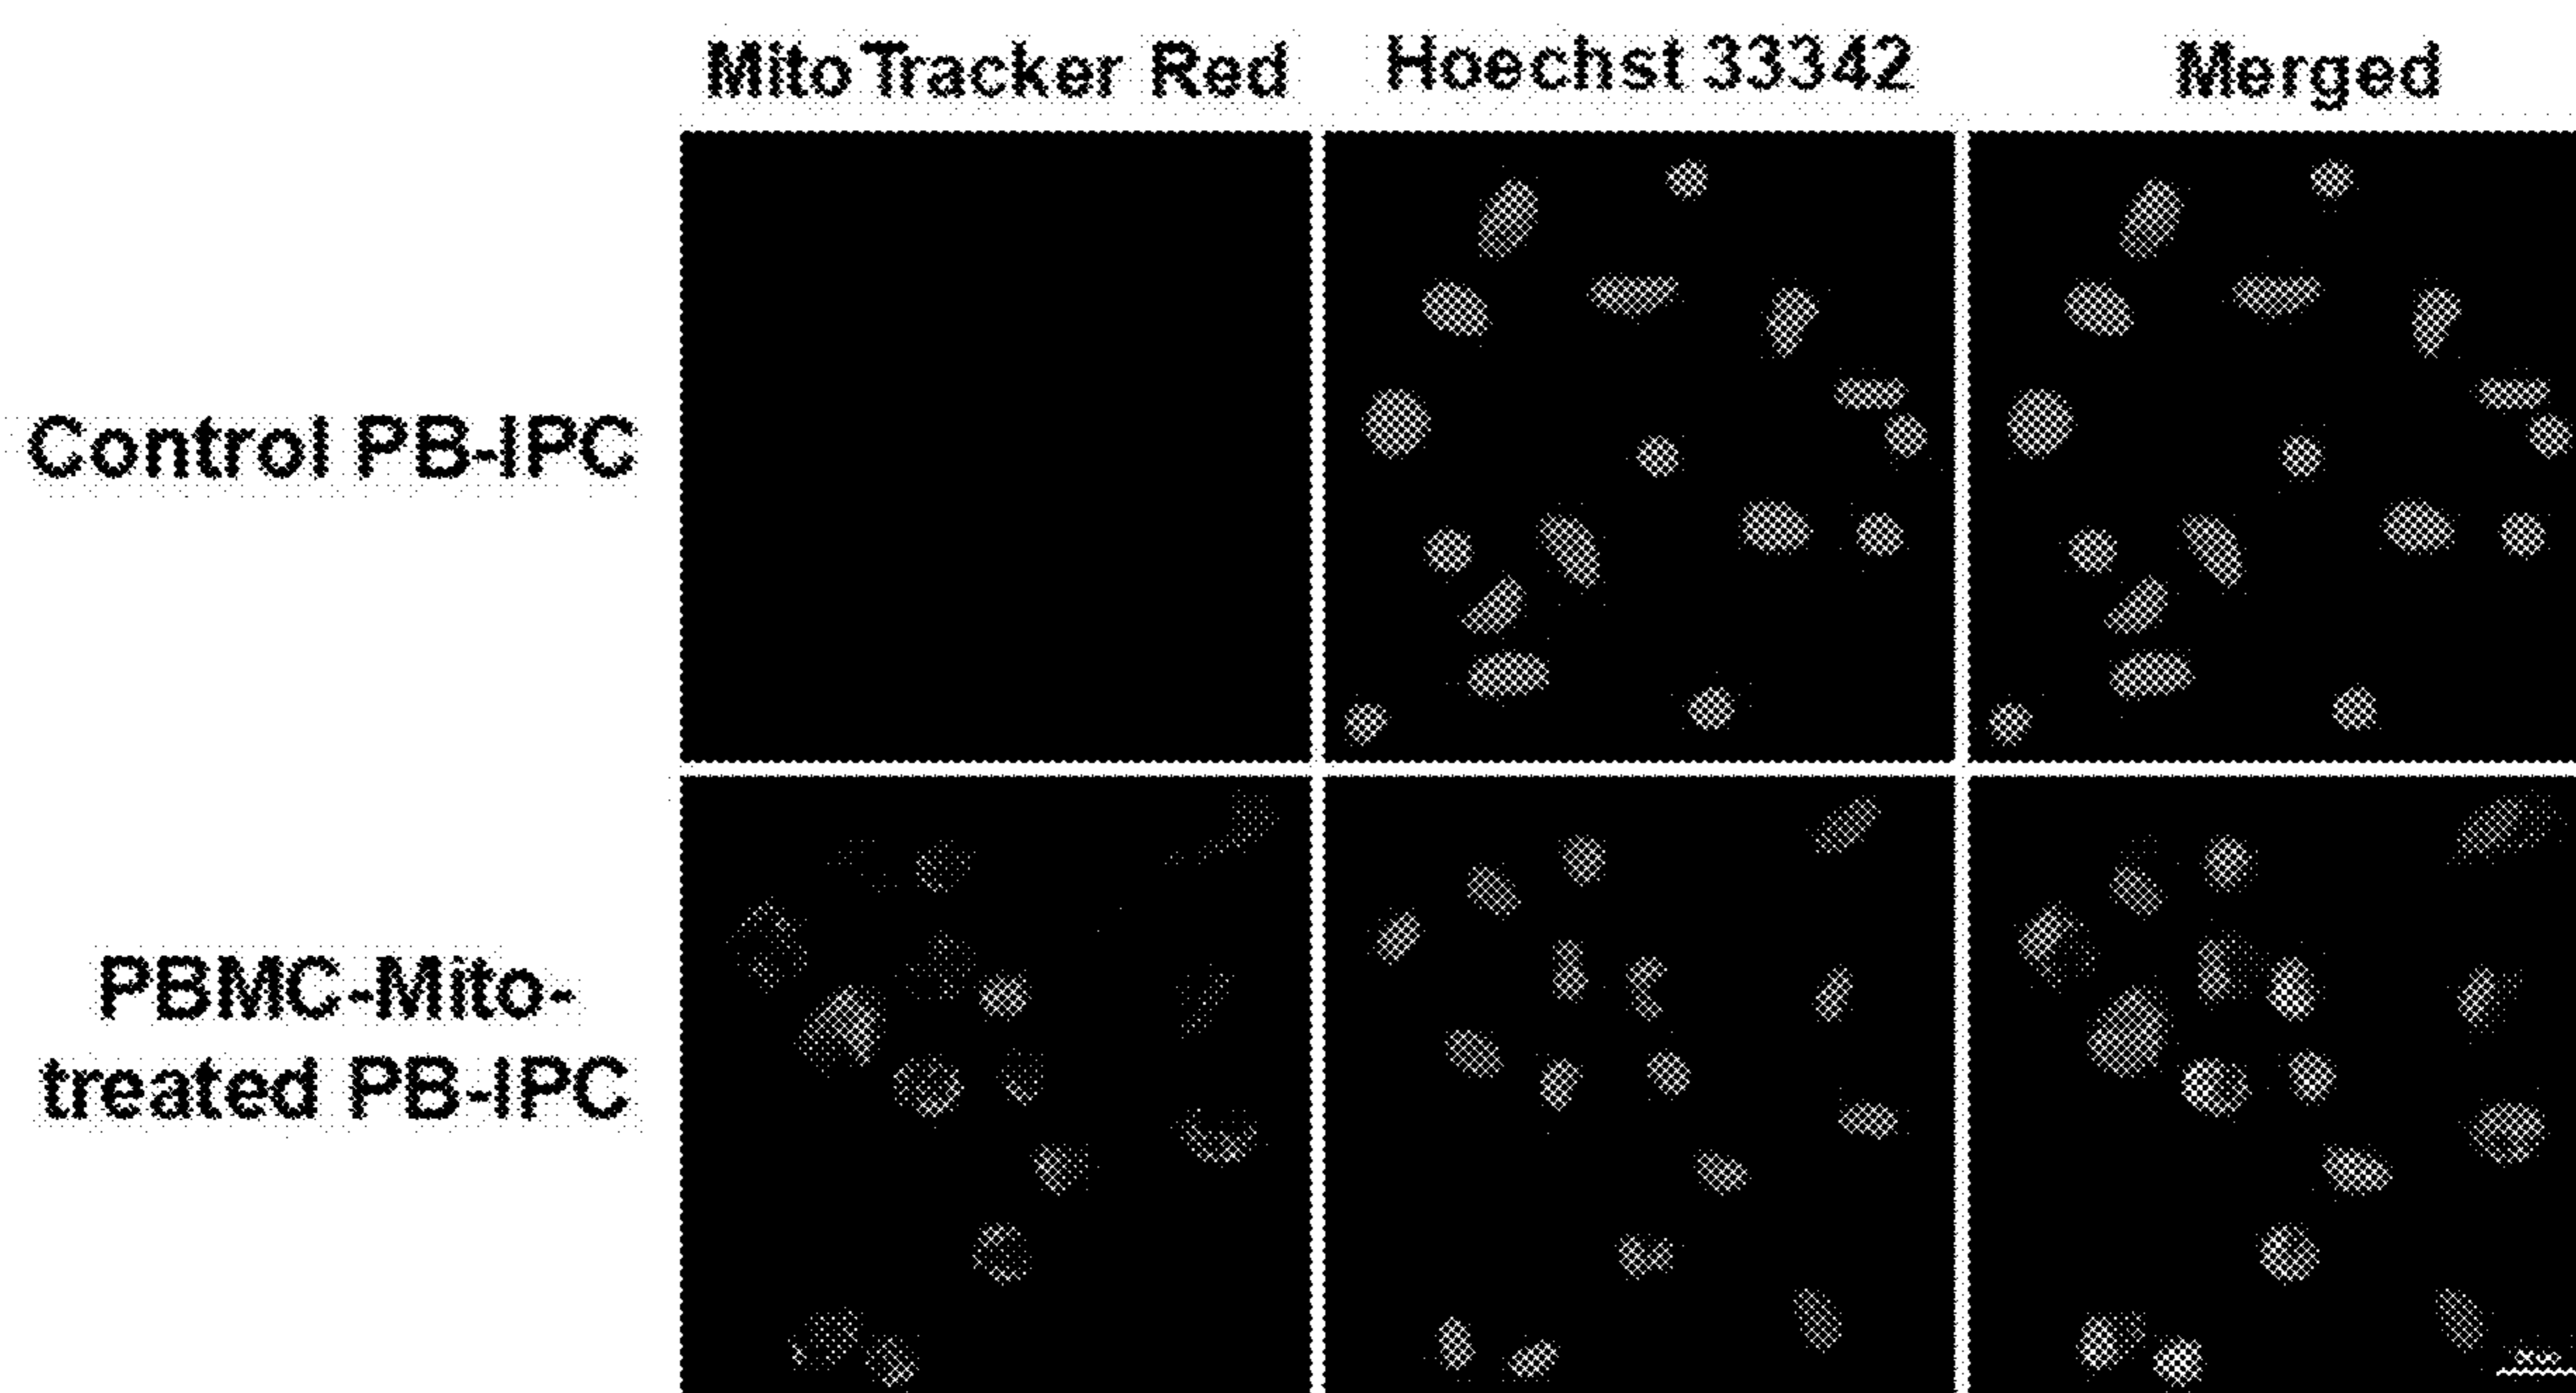 MitoTracker Red
Hoechst 33342
Merged
Control PB-IPC
PBMC-Mito-
treated PB-IPC